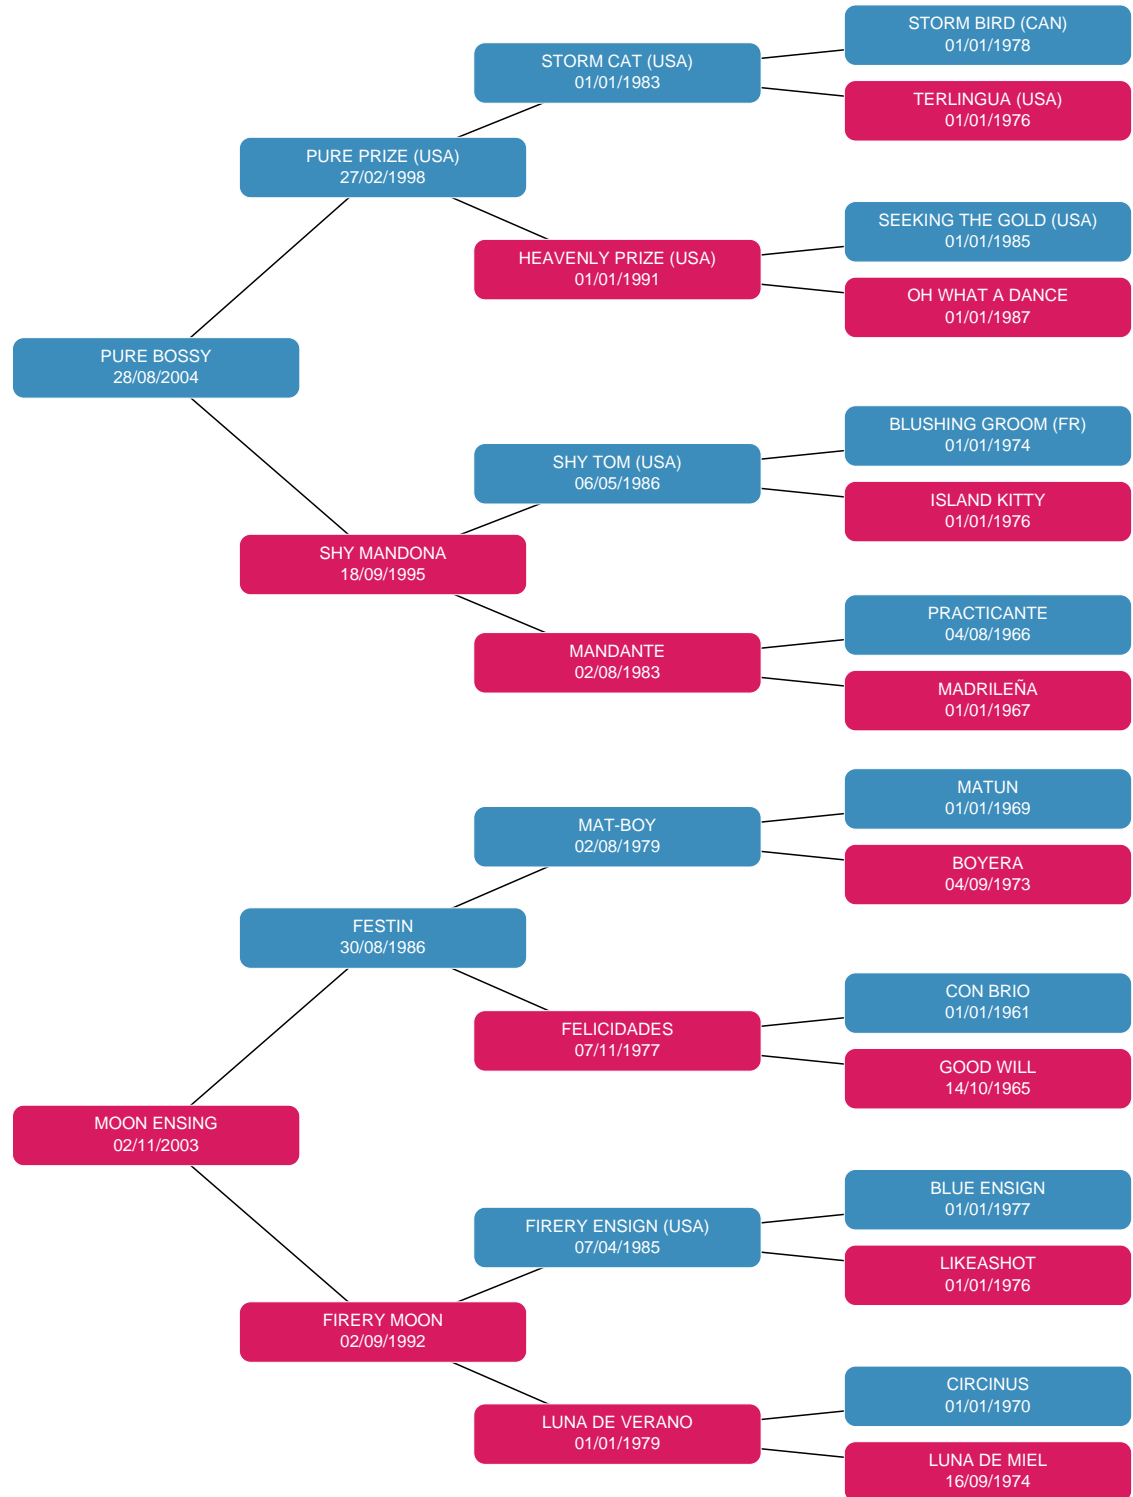 STORM BIRD (CAN)
01/01/1978
STORM CAT (USA)
01/01/1983
TERLINGUA (USA)
01/01/1976
PURE PRIZE (USA)
27/02/1998
SEEKING THE GOLD (USA)
01/01/1985
HEAVENLY PRIZE (USA)
01/01/1991
OH WHAT A DANCE
01/01/1987
PURE BOSSY
28/08/2004
BLUSHING GROOM (FR)
01/01/1974
SHY TOM (USA)
06/05/1986
ISLAND KITTY
01/01/1976
SHY MANDONA
18/09/1995
PRACTICANTE
04/08/1966
MANDANTE
02/08/1983
MADRILEÑA
01/01/1967
MATUN
01/01/1969
MAT-BOY
02/08/1979
BOYERA
04/09/1973
FESTIN
30/08/1986
CON BRIO
01/01/1961
FELICIDADES
07/11/1977
GOOD WILL
14/10/1965
MOON ENSING
02/11/2003
BLUE ENSIGN
01/01/1977
FIRERY ENSIGN (USA)
07/04/1985
LIKEASHOT
01/01/1976
FIRERY MOON
02/09/1992
CIRCINUS
01/01/1970
LUNA DE VERANO
01/01/1979
LUNA DE MIEL
16/09/1974